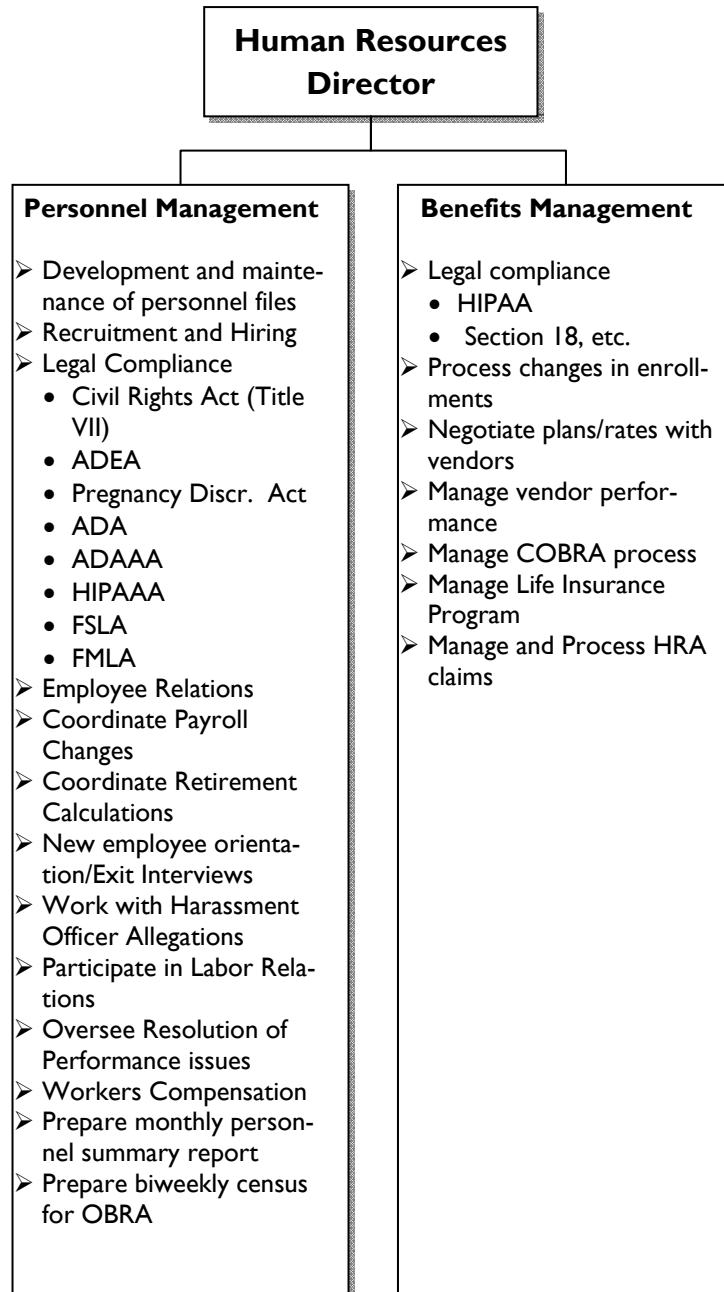 Human Resources
Director
Personnel Management
➢ Development and mainte-
nance of personnel files
➢ Recruitment and Hiring
➢ Legal Compliance
• Civil Rights Act (Title
VII)
• ADEA
• Pregnancy Discr. Act
• ADA
• ADAAA
• HIPAAA
• FSLA
• FMLA
➢ Employee Relations
➢ Coordinate Payroll
Changes
➢ Coordinate Retirement
Calculations
➢ New employee orienta-
tion/Exit Interviews
➢ Work with Harassment
Officer Allegations
➢ Participate in Labor Rela-
tions
➢ Oversee Resolution of
Performance issues
➢ Workers Compensation
➢ Prepare monthly person-
nel summary report
➢ Prepare biweekly census
for OBRA
Benefits Management
➢ Legal compliance
• HIPAA
• Section 18, etc.
➢ Process changes in enroll-
ments
➢ Negotiate plans/rates with
vendors
➢ Manage vendor perfor-
mance
➢ Manage COBRA process
➢ Manage Life Insurance
Program
➢ Manage and Process HRA
claims